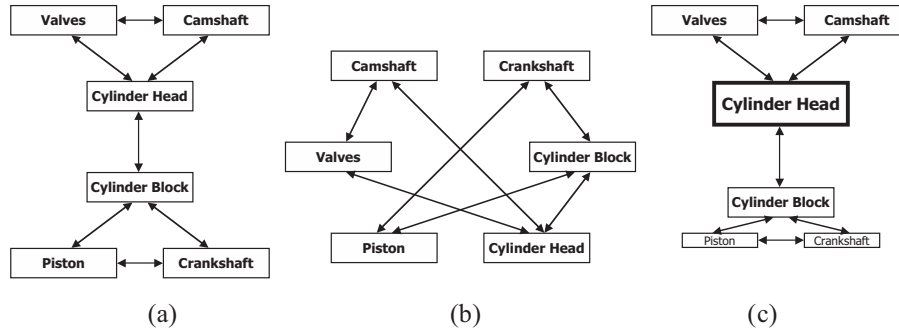 Valves Camshaft
Cylinder Head
Cylinder Block
Piston Crankshaft
(a)
Camshaft Crankshaft
Valves Cylinder Block
Piston Cylinder Head
(b)
Valves Camshaft
Cylinder Head
Cylinder Block
Piston Crankshaft
(c)